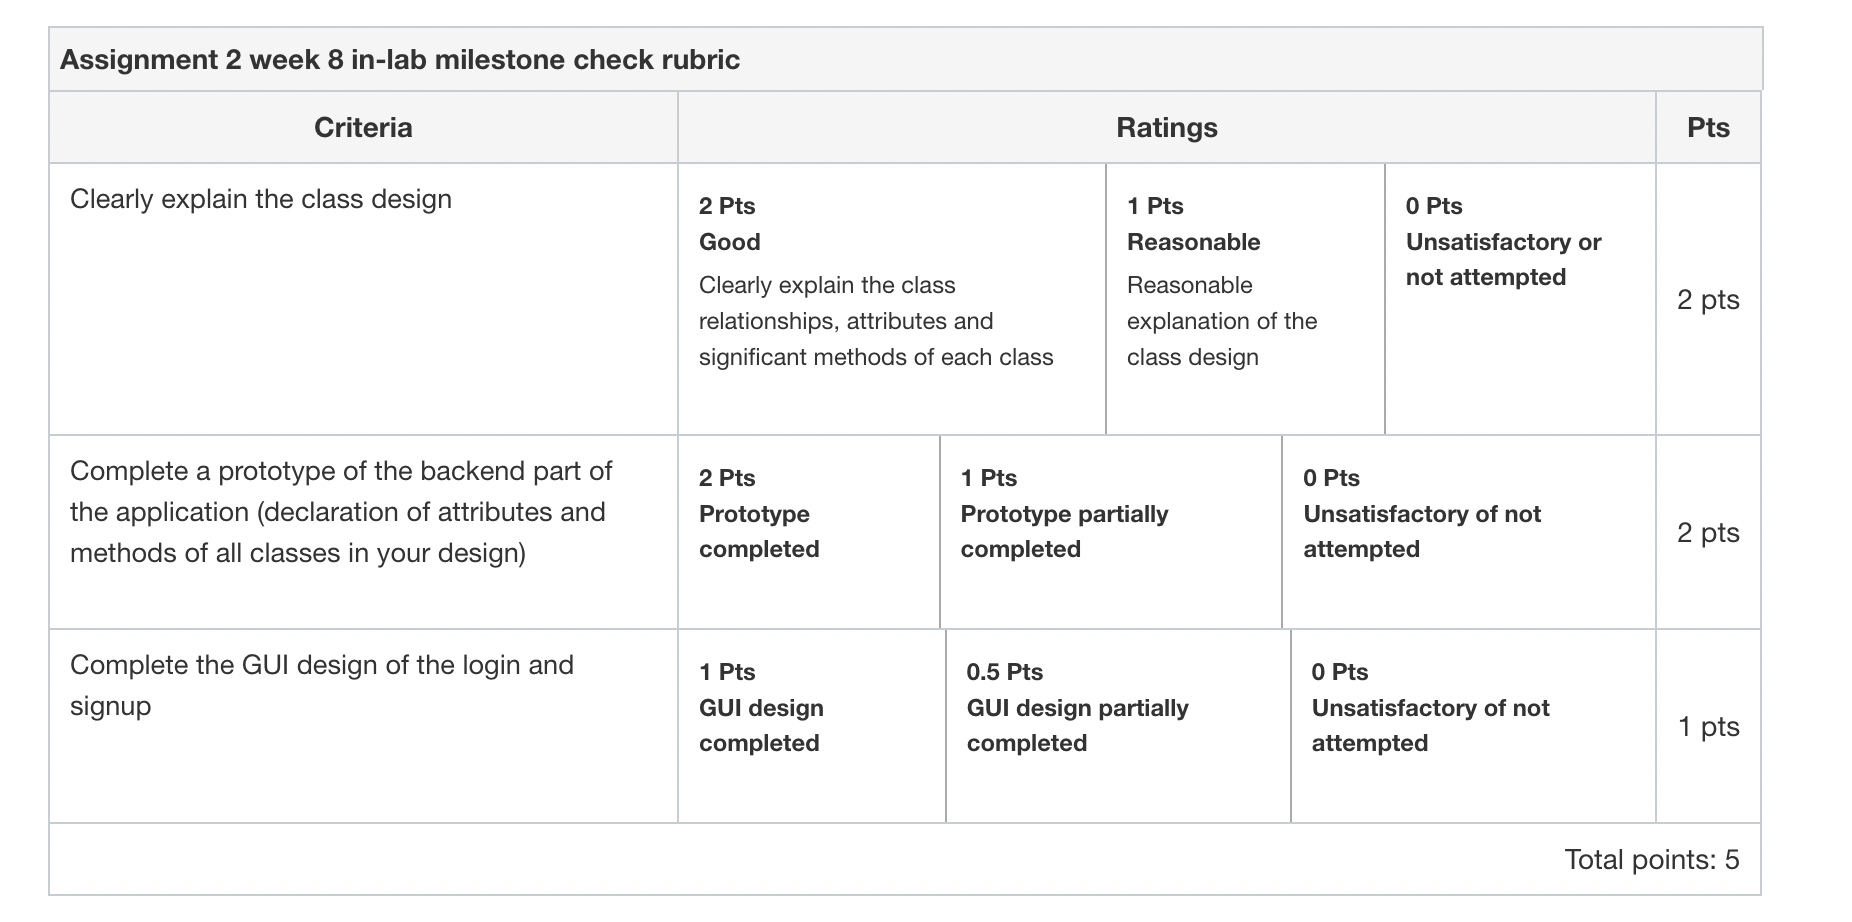 Assignment 2 week 8 in-lab milestone check rubric
Criteria
Ratings
Pts
Clearly explain the class design
2 Pts
Good
Clearly explain the class
relationships, attributes and
significant methods of each class
1 Pts
Reasonable
Reasonable
explanation of the
class design
0 Pts
Unsatisfactory or
not attempted
2 pts
Complete a prototype of the backend part of
the application (declaration of attributes and
methods of all classes in your design)
2 Pts
Prototype
completed
1 Pts
Prototype partially
completed
0 Pts
Unsatisfactory of not
attempted
2 pts
Complete the GUI design of the login and
signup
1 Pts
GUI design
completed
0.5 Pts
GUI design partially
completed
0 Pts
Unsatisfactory of not
attempted
1 pts
Total points: 5